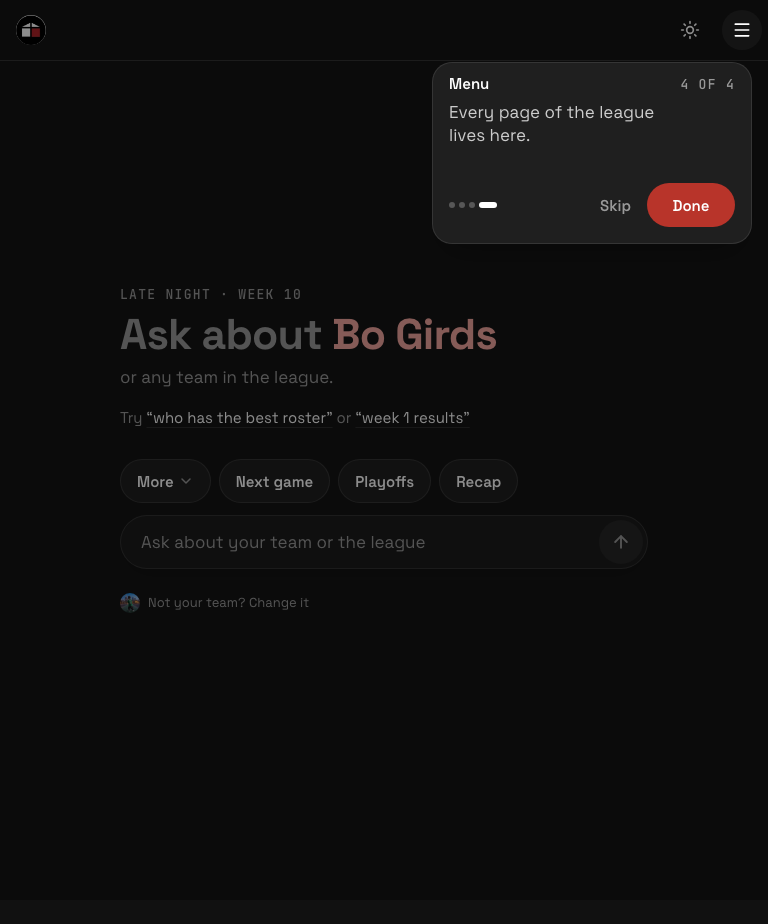 Menu
4 OF 4
Every page of the league
lives here.
Skip
Done
LATE NIGHT · WEEK 10
Ask about Bo Girds
or any team in the league.
Try “who has the best roster” or “week 1 results”
More
Next game
Playoffs
Recap
Ask about your team or the league
Not your team? Change it